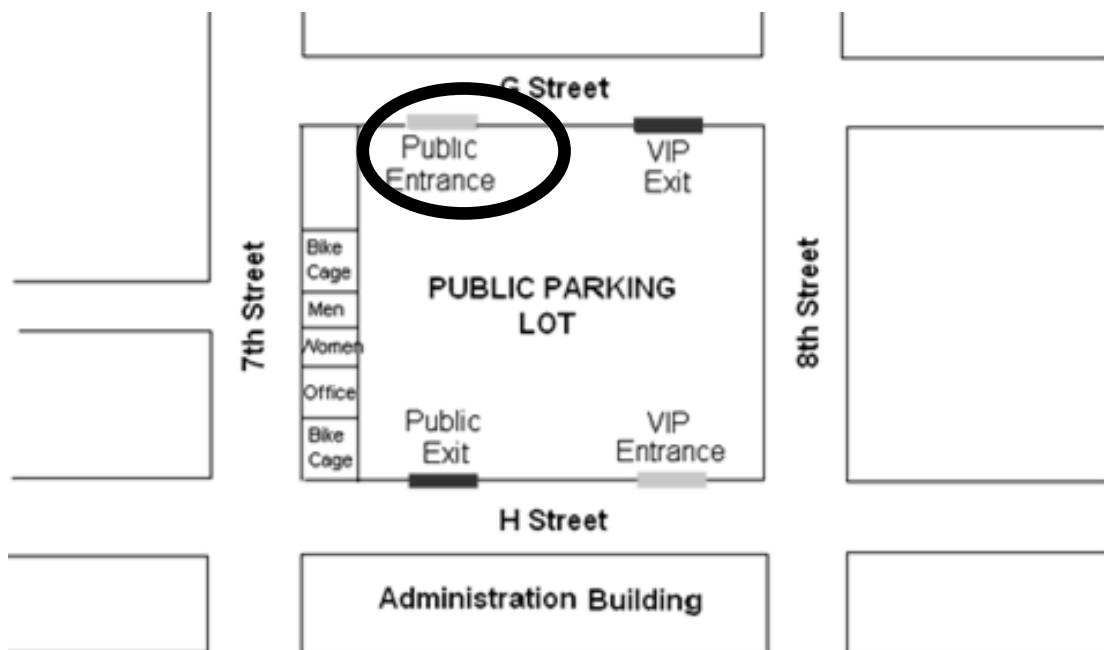 G Street
Public
Entrance
VIP
Exit
7th Street
Bike
Cage
Men
Women
Office
Bike
Cage
PUBLIC PARKING
LOT
8th Street
Public
Exit
VIP
Entrance
H Street
Administration Building